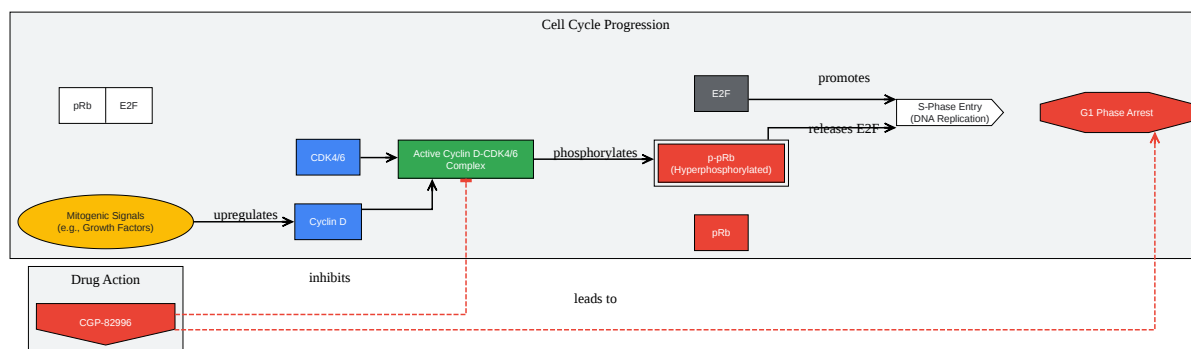 Cell Cycle Progression
pRb
E2F
E2F
promotes
S-Phase Entry
(DNA Replication)
G1 Phase Arrest
releases E2F
CDK4/6
Active Cyclin D-CDK4/6
Complex
phosphorylates
p-pRb
(Hyperphosphorylated)
Mitogenic Signals
(e.g., Growth Factors)
upregulates
Cyclin D
pRb
Drug Action
inhibits
leads to
CGP-82996